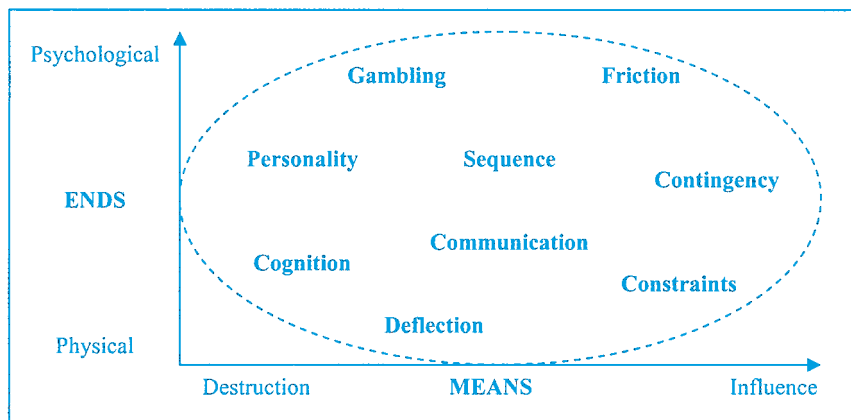 Psychological
Gambling
Friction
Personality
Sequence
Contingency
ENDS
Communication
Cognition
Constraints
Deflection
Physical
Destruction
MEANS
Influence